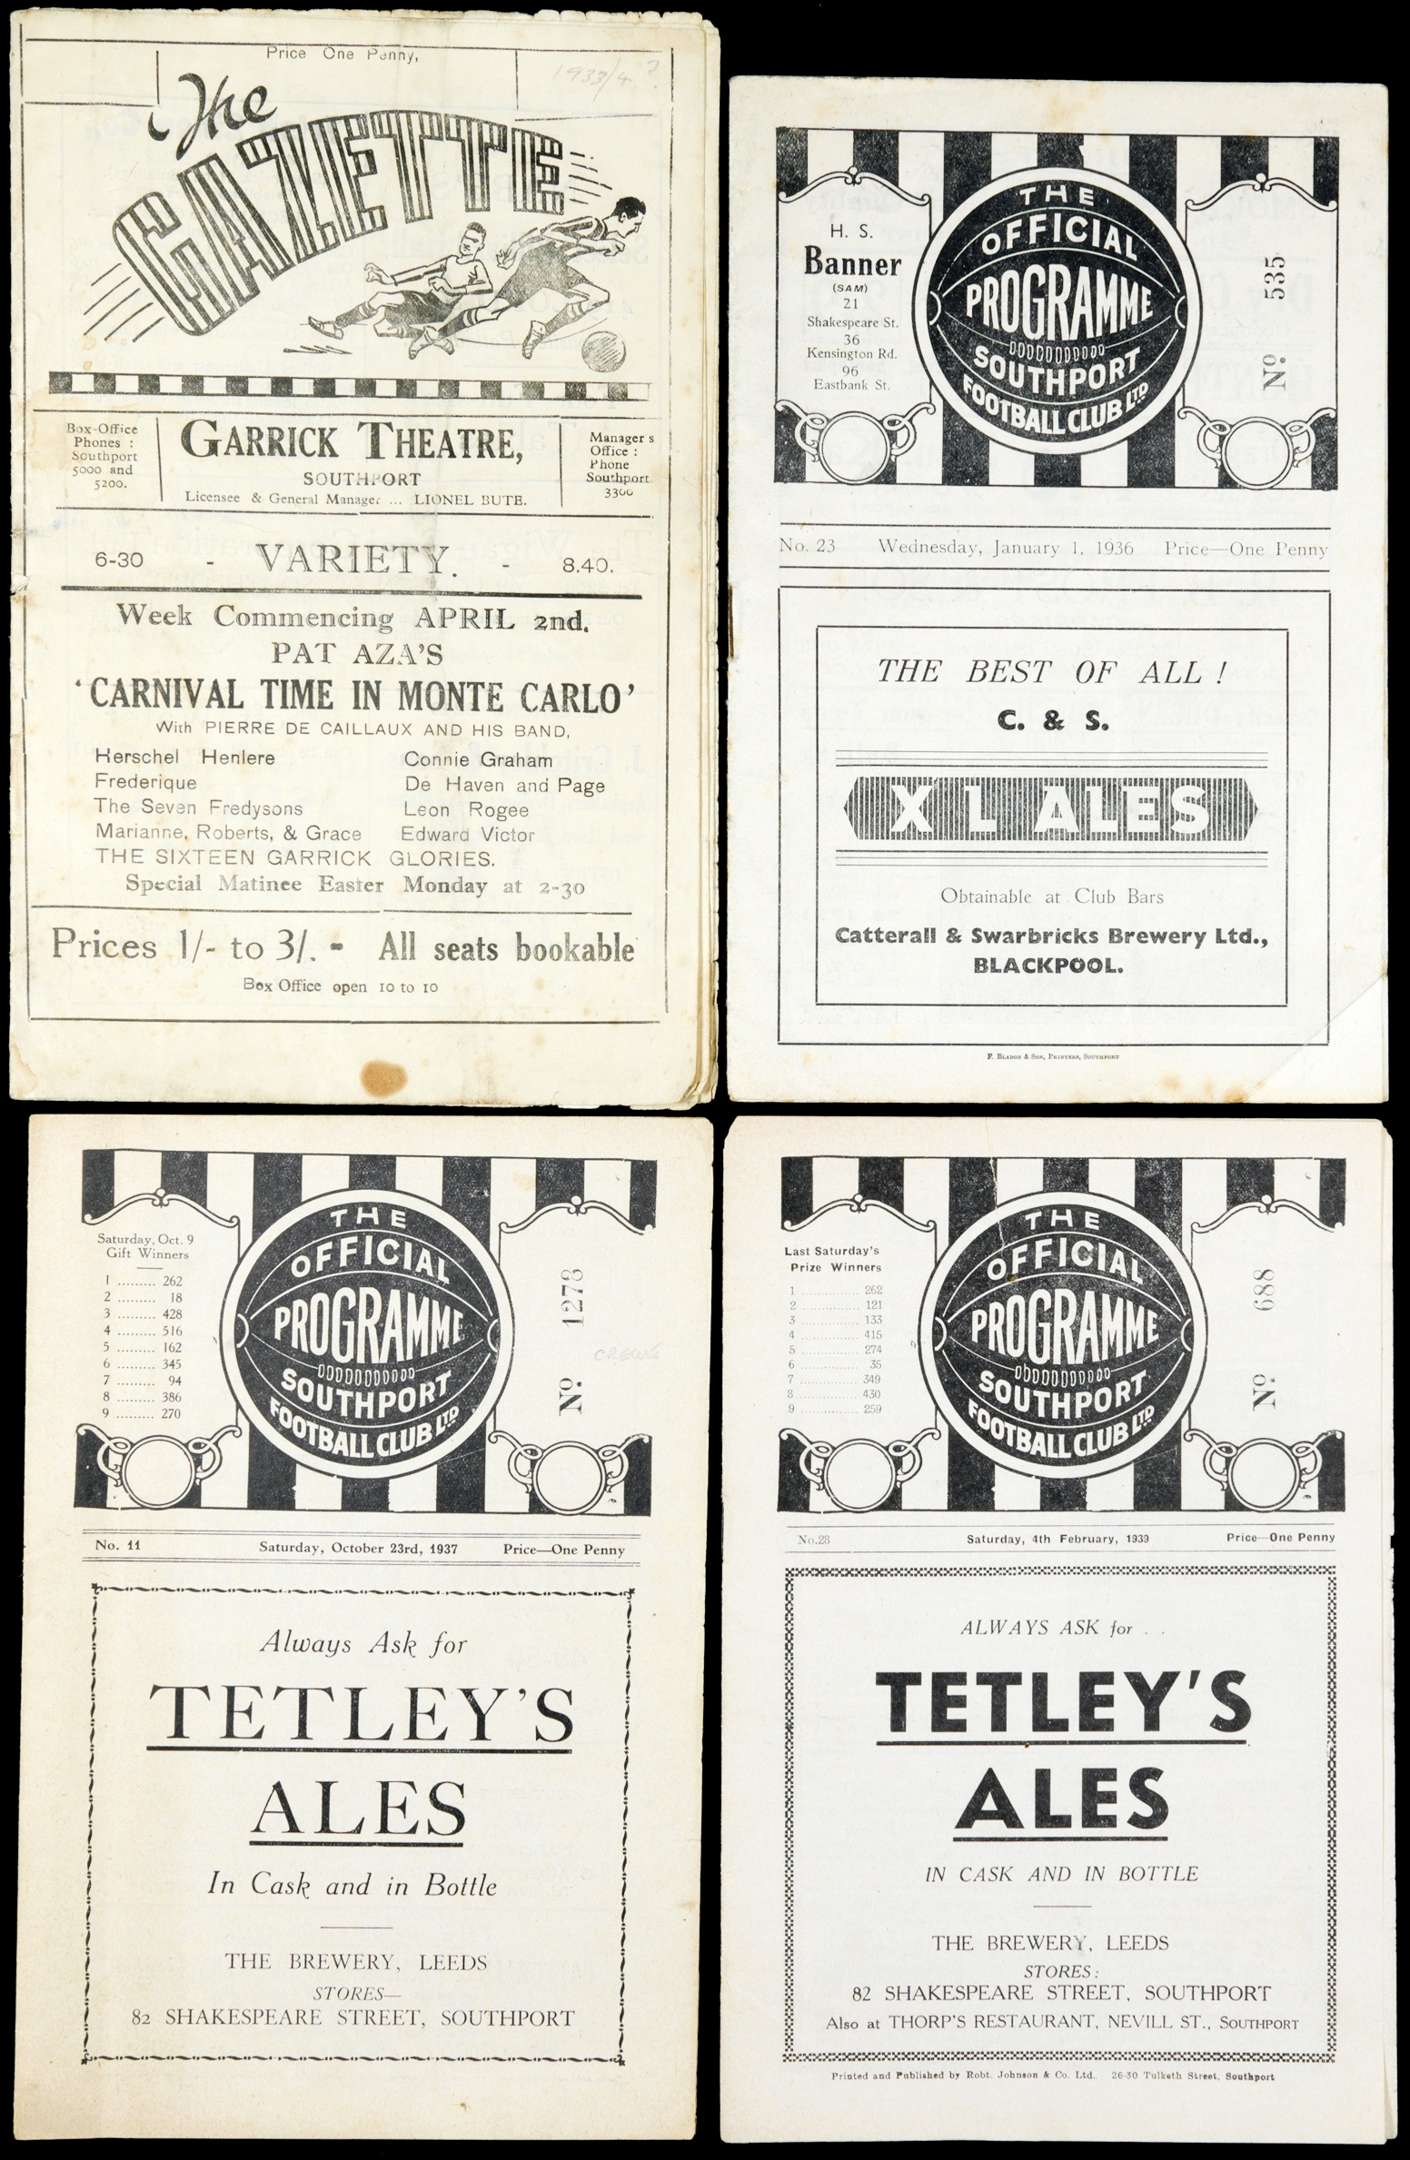 Price One Penny,
1933/4?
The
GAZETTE
Box-Office
Phones :
Southport
5000 and
5200.
GARRICK THEATRE,
SOUTHPORT
Licensee & General Manager ... LIONEL BUTE.
Manager s
Office :
Phone
Southport
3300
6-30 - VARIETY. - 8.40.
Week Commencing APRIL 2nd.
PAT AZA'S
'CARNIVAL TIME IN MONTE CARLO'
With PIERRE DE CAILLAUX AND HIS BAND,
Herschel Henlere Connie Graham
Frederique De Haven and Page
The Seven Fredysons Leon Rogee
Marianne, Roberts, & Grace Edward Victor
THE SIXTEEN GARRICK GLORIES.
Special Matinee Easter Monday at 2-30
Prices 1/- to 3/. - All seats bookable
Box Office open 10 to 10
H. S.
Banner
(SAM)
21
Shakespeare St.
36
Kensington Rd.
96
Eastbank St.
THE
OFFICIAL
PROGRAMME
SOUTHPORT
FOOTBALL CLUB LTD
No. 535
No. 23 Wednesday, January 1, 1936 Price—One Penny
THE BEST OF ALL !
C. & S.
X L ALES
Obtainable at Club Bars
Catterall & Swarbricks Brewery Ltd.,
BLACKPOOL.
F. Bladon & Son, Printers, Southport
Saturday, Oct. 9
Gift Winners
1 ......... 262
2 ......... 18
3 ......... 428
4 ......... 516
5 ......... 162
6 ......... 345
7 ......... 94
8 ......... 386
9 ......... 270
THE
OFFICIAL
PROGRAMME
SOUTHPORT
FOOTBALL CLUB LTD
No. 1273
CREWE
No. 11 Saturday, October 23rd, 1937 Price—One Penny
Always Ask for
TETLEY'S
ALES
In Cask and in Bottle
THE BREWERY, LEEDS
STORES—
82 SHAKESPEARE STREET, SOUTHPORT
Last Saturday's
Prize Winners
1 ............... 262
2 ............... 121
3 ............... 133
4 ............... 415
5 ............... 274
6 ............... 35
7 ............... 349
8 ............... 430
9 ............... 259
THE
OFFICIAL
PROGRAMME
SOUTHPORT
FOOTBALL CLUB LTD
No. 688
No.28 Saturday, 4th February, 1939 Price—One Penny
ALWAYS ASK for . .
TETLEY'S
ALES
IN CASK AND IN BOTTLE
THE BREWERY, LEEDS
STORES:
82 SHAKESPEARE STREET, SOUTHPORT
Also at THORP'S RESTAURANT, NEVILL ST., SOUTHPORT
Printed and Published by Robt. Johnson & Co. Ltd., 26-30 Tulketh Street, Southport